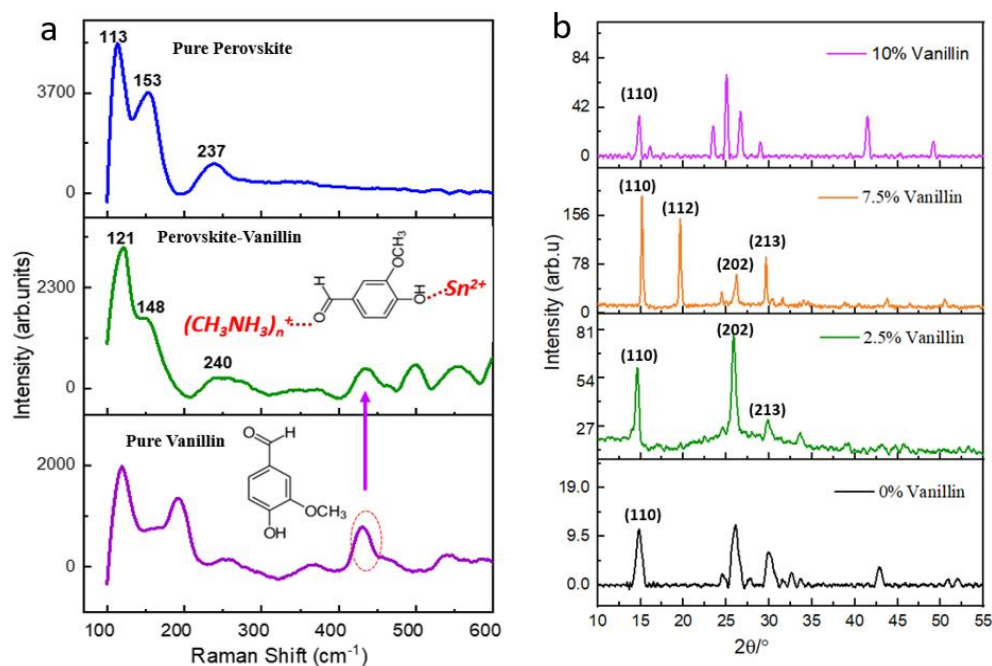 a
Pure Perovskite
113
153
237
3700
0
Perovskite-Vanillin
121
148
240
2300
0
OCH₃
H
O
OH
Sn²⁺
(CH₃NH₃)ₙ⁺
Pure Vanillin
2000
0
O
H
OCH₃
OH
Intensity (arb.units)
100 200 300 400 500 600
Raman Shift (cm⁻¹)
b
10% Vanillin
(110)
84
42
0
7.5% Vanillin
(110)
(112)
(202)
(213)
156
78
0
2.5% Vanillin
(110)
(202)
(213)
81
54
27
0% Vanillin
(110)
19.0
9.5
0.0
Intensity (arb.u)
10 15 20 25 30 35 40 45 50 55
2θ/°